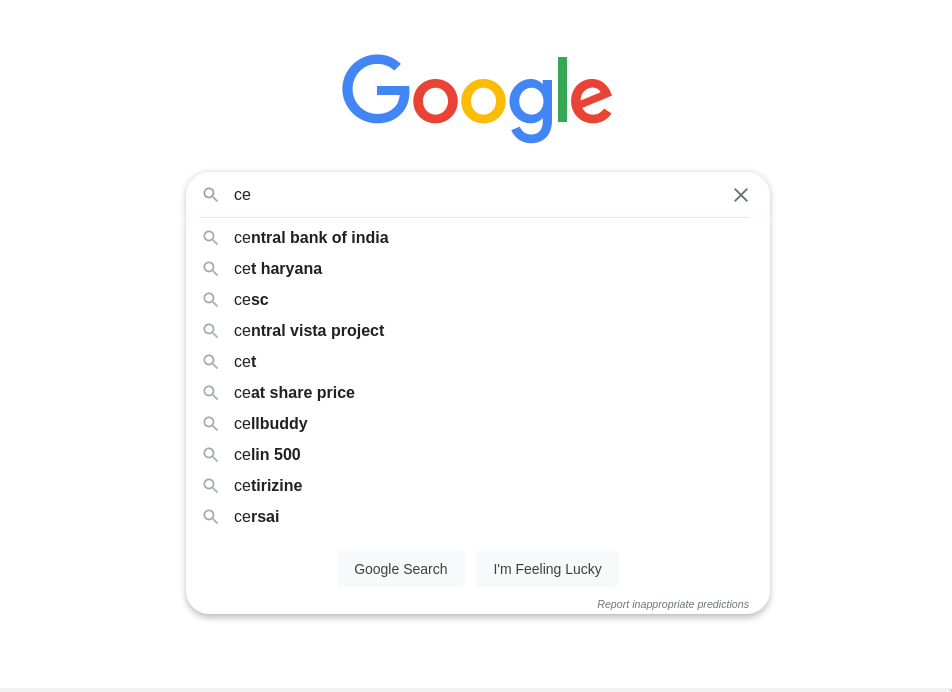 Google
ce
central bank of india
cet haryana
cesc
central vista project
cet
ceat share price
cellbuddy
celin 500
cetirizine
cersai
Google Search I'm Feeling Lucky
Report inappropriate predictions